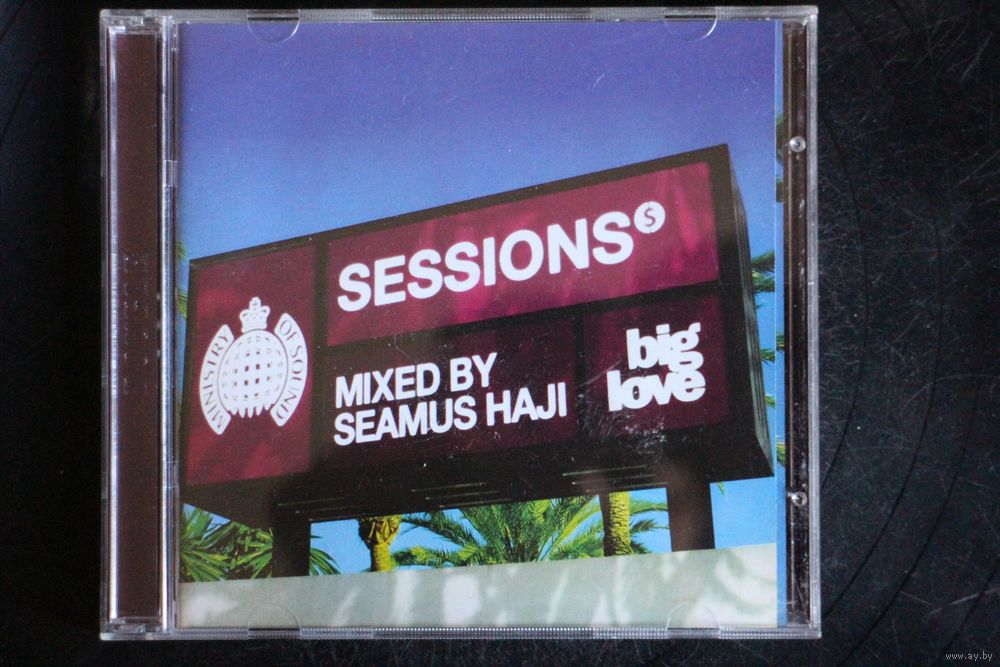 SESSIONS
$
MINISTRY OF SOUND
MIXED BY
SEAMUS HAJI
big
love
www.ay.by